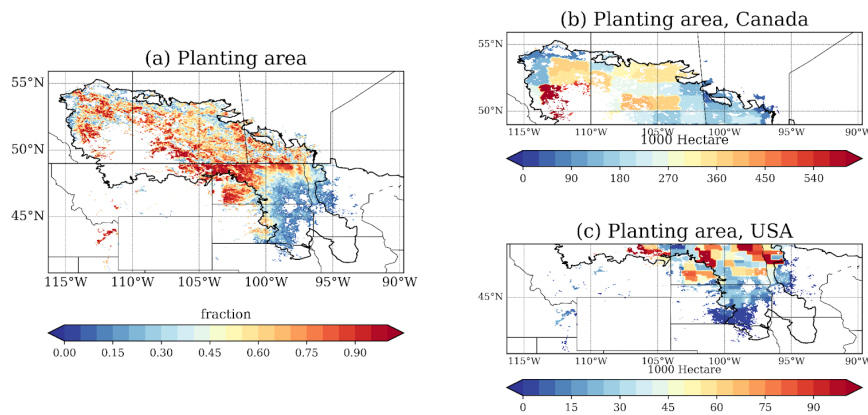 (a) Planting area
55°N
50°N
45°N
115°W 110°W 105°W 100°W 95°W 90°W
fraction
0.00 0.15 0.30 0.45 0.60 0.75 0.90
(b) Planting area, Canada
55°N
50°N
115°W 110°W 105°W 100°W 95°W 90°W
1000 Hectare
0 90 180 270 360 450 540
(c) Planting area, USA
45°N
115°W 110°W 105°W 100°W 95°W 90°W
1000 Hectare
0 15 30 45 60 75 90